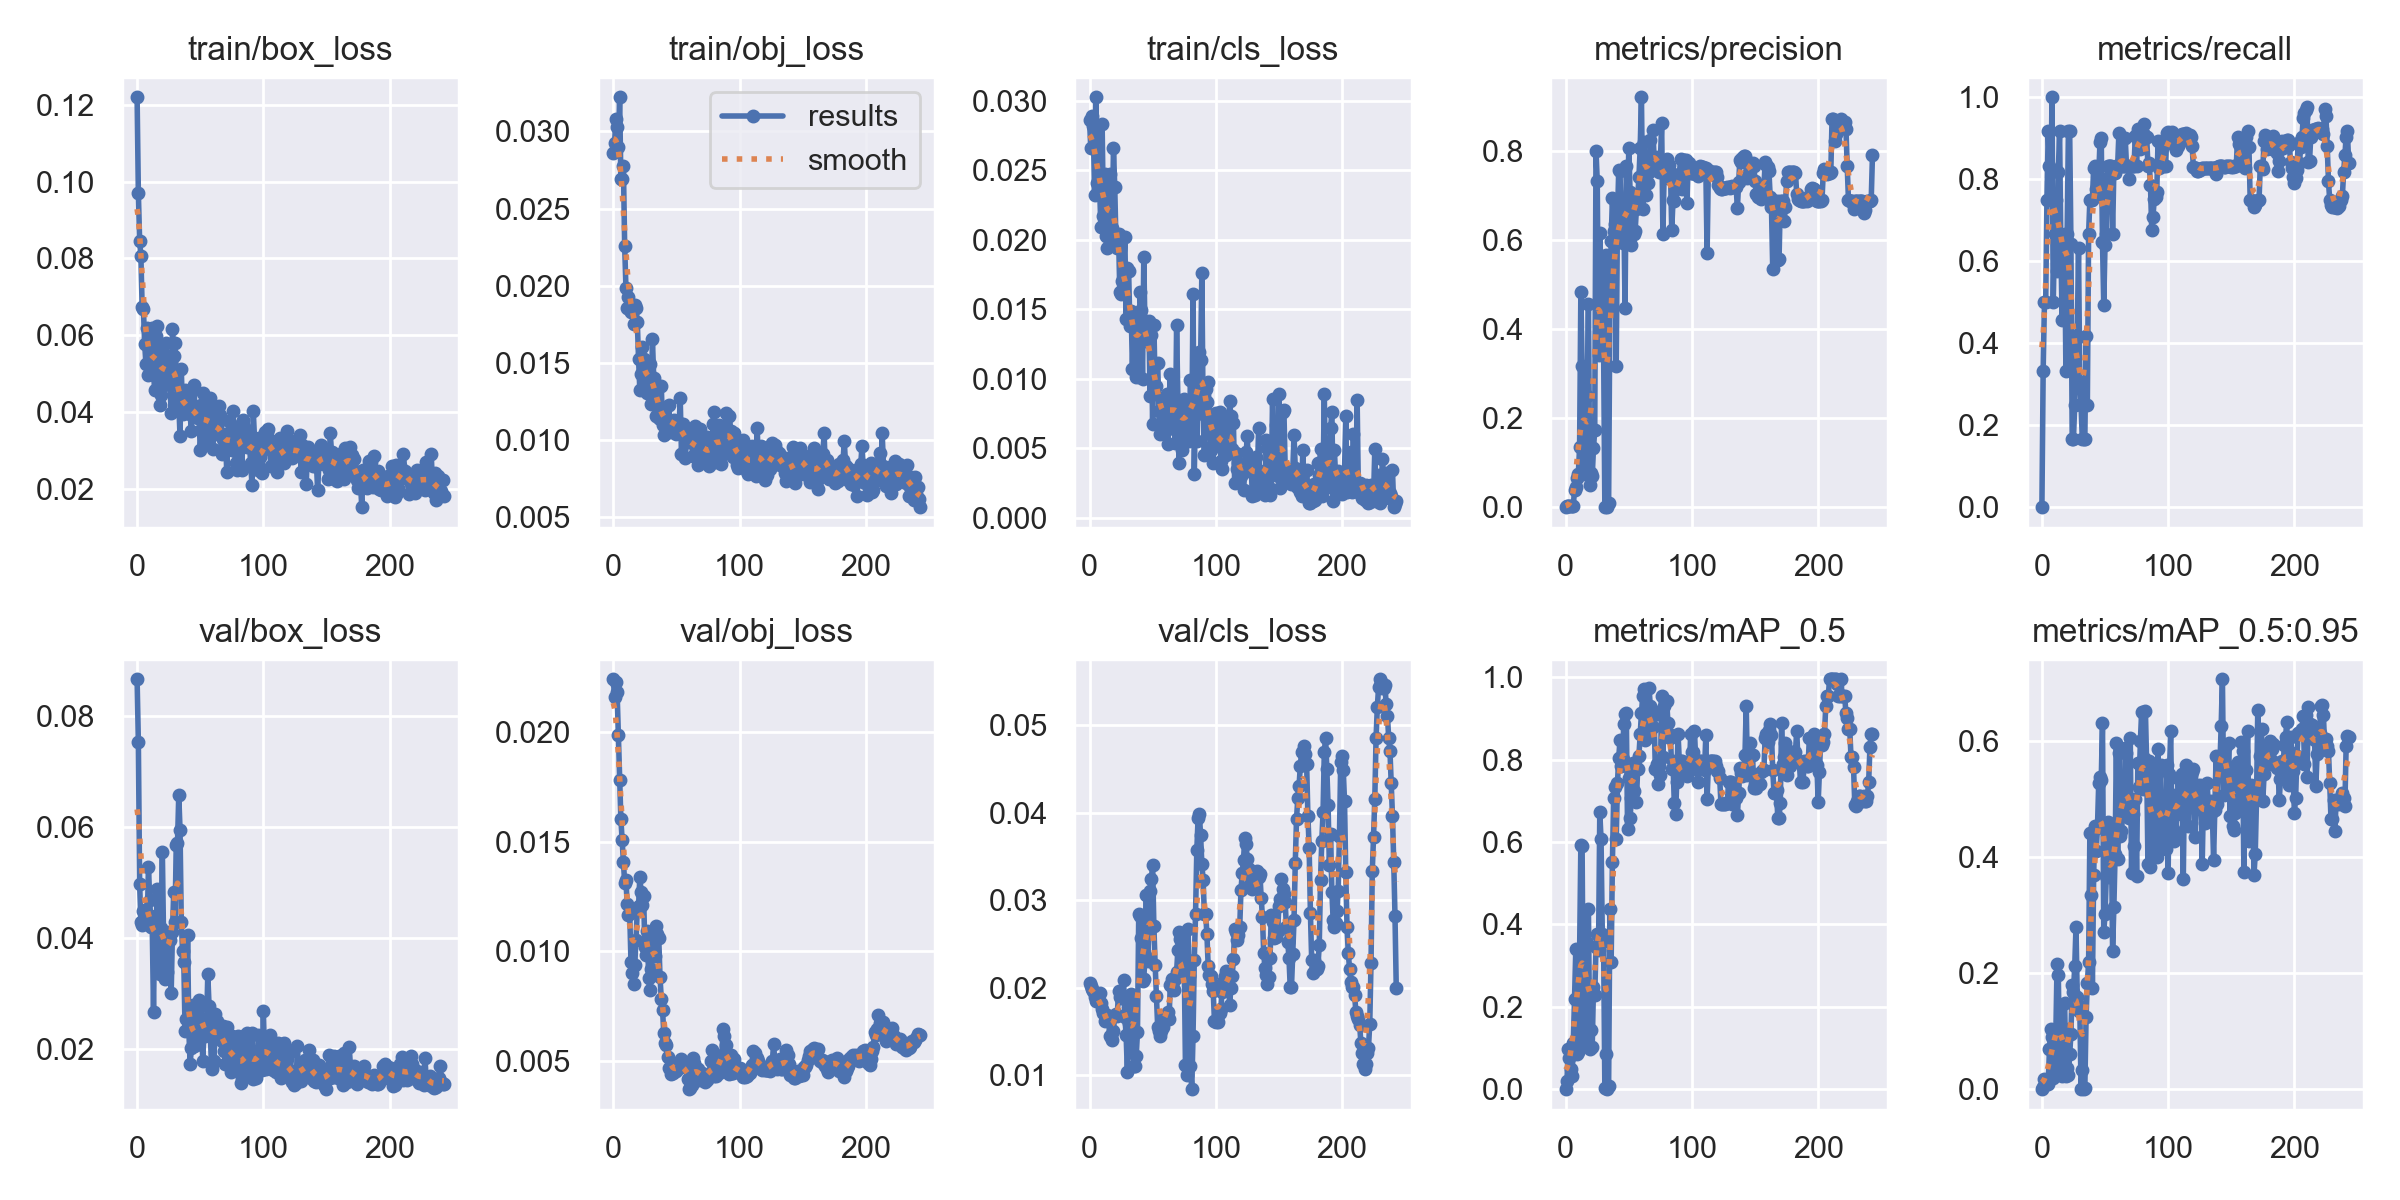 train/box_loss
0.12
0.10
0.08
0.06
0.04
0.02
0 100 200
train/obj_loss
results
smooth
0.030
0.025
0.020
0.015
0.010
0.005
0 100 200
train/cls_loss
0.030
0.025
0.020
0.015
0.010
0.005
0.000
0 100 200
metrics/precision
0.8
0.6
0.4
0.2
0.0
0 100 200
metrics/recall
1.0
0.8
0.6
0.4
0.2
0.0
0 100 200
val/box_loss
0.08
0.06
0.04
0.02
0 100 200
val/obj_loss
0.020
0.015
0.010
0.005
0 100 200
val/cls_loss
0.05
0.04
0.03
0.02
0.01
0 100 200
metrics/mAP_0.5
1.0
0.8
0.6
0.4
0.2
0.0
0 100 200
metrics/mAP_0.5:0.95
0.6
0.4
0.2
0.0
0 100 200